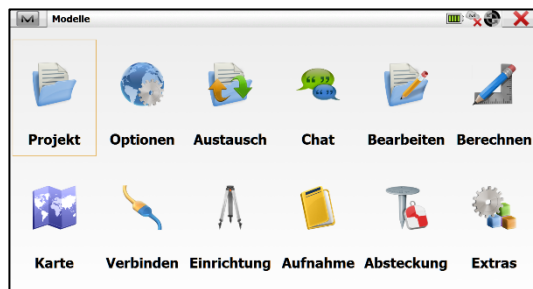 Modelle
Projekt Optionen Austausch Chat Bearbeiten Berechnen
Karte Verbinden Einrichtung Aufnahme Absteckung Extras